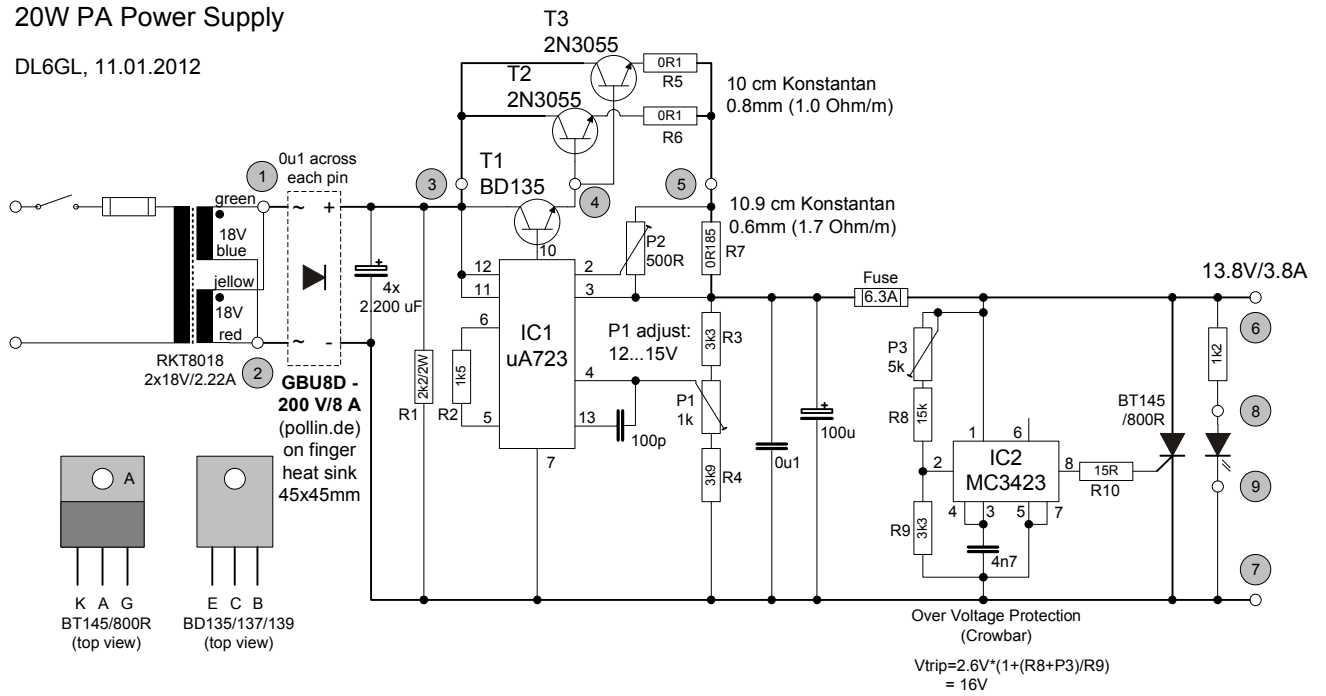 20W PA Power Supply
DL6GL, 11.01.2012
T3
2N3055
0R1
R5
T2
2N3055
0R1
R6
10 cm Konstantan
0.8mm (1.0 Ohm/m)
T1
BD135
0u1 across
each pin
1
3
4
5
10.9 cm Konstantan
0.6mm (1.7 Ohm/m)
green
18V
blue
jellow
18V
red
~ +
~ -
RKT8018
2x18V/2.22A
2
GBU8D -
200 V/8 A
(pollin.de)
on finger
heat sink
45x45mm
+
4x
2.200 uF
2k2/2W
R1
1k5
R2
10
12
11
6
5
2
3
4
13
7
IC1
uA723
P2
500R
0R185
R7
P1 adjust:
12...15V
3k3
R3
P1
1k
3k9
R4
100p
0u1
+
100u
Fuse
6.3A
13.8V/3.8A
6
P3
5k
R8
15k
R9
3k3
1
6
2
8
4
3
5
7
IC2
MC3423
4n7
15R
R10
BT145
/800R
1k2
8
9
7
A
K A G
BT145/800R
(top view)
E C B
BD135/137/139
(top view)
Over Voltage Protection
(Crowbar)
Vtrip=2.6V*(1+(R8+P3)/R9)
= 16V